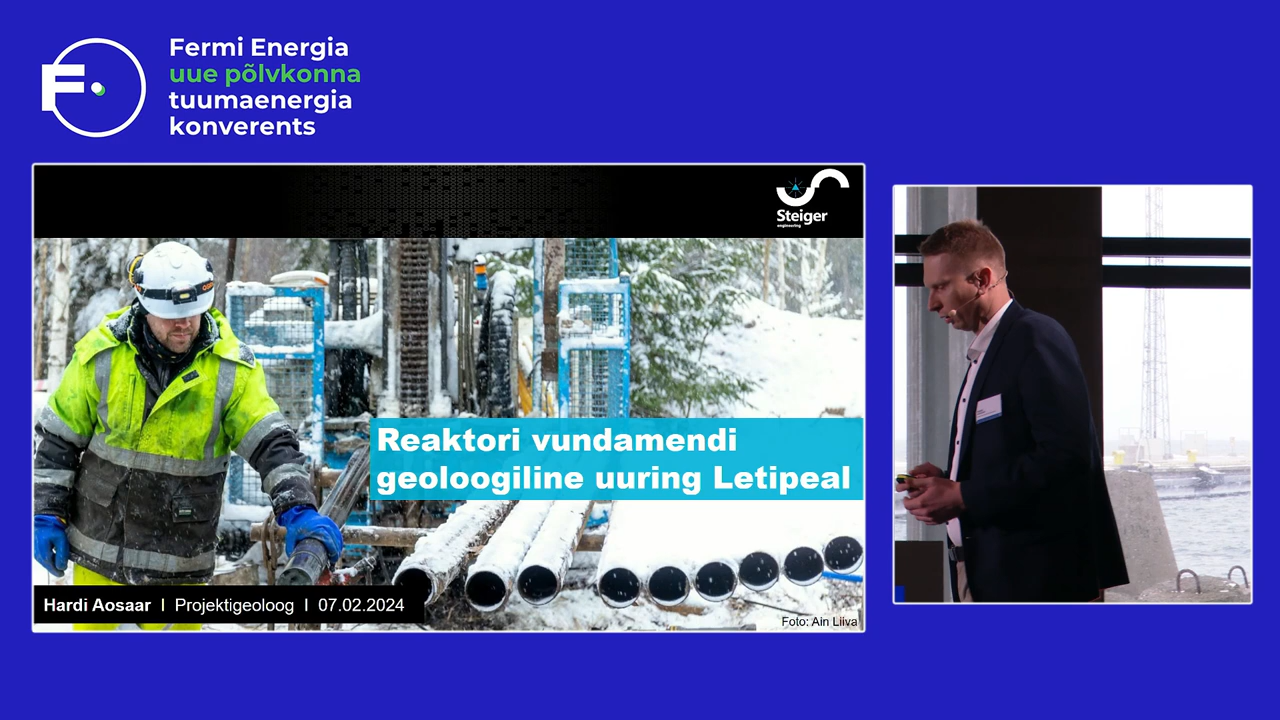 Fermi Energia
uue põlvkonna
tuumaenergia
konverents
Steiger
engineering
Reaktori vundamendi
geoloogiline uuring Letipeal
Hardi Aosaar I Projektigeoloog I 07.02.2024
Foto: Ain Liiva